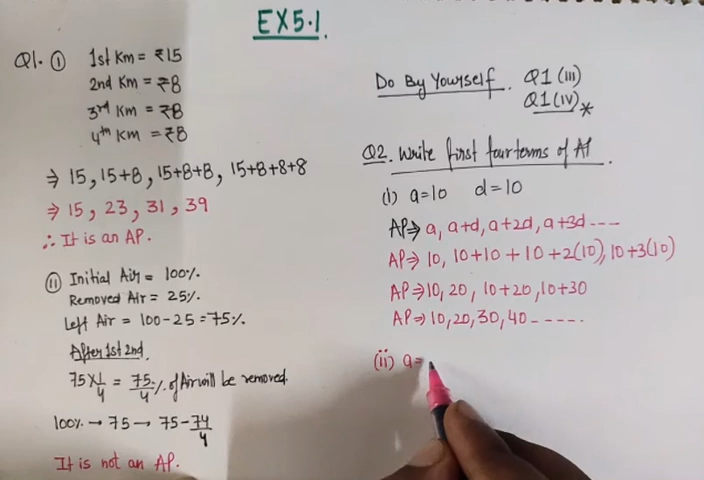 EX5.1.
Q1. (i) 1st Km = ₹15
2nd Km = ₹8
3rd Km = ₹8
4th Km = ₹8
⇒ 15, 15+8, 15+8+8, 15+8+8+8
⇒ 15, 23, 31, 39
∴ It is an AP.
(ii) Initial Air = 100%.
Removed Air = 25%.
Left Air = 100-25 = 75%.
After 1st 2nd.
75×1/4 = 75/4 % of Air will be removed.
100% → 75 → 75-74/4
It is not an AP.
Do By Yourself. Q1 (iii)
Q1 (iv) *
Q2. Write first four terms of AP
(i) a=10 d=10
AP⇒ a, a+d, a+2d, a+3d ----
AP⇒ 10, 10+10 + 10+2(10), 10+3(10)
AP⇒ 10, 20, 10+20, 10+30
AP⇒ 10, 20, 30, 40 - - - - - .
(ii) a=